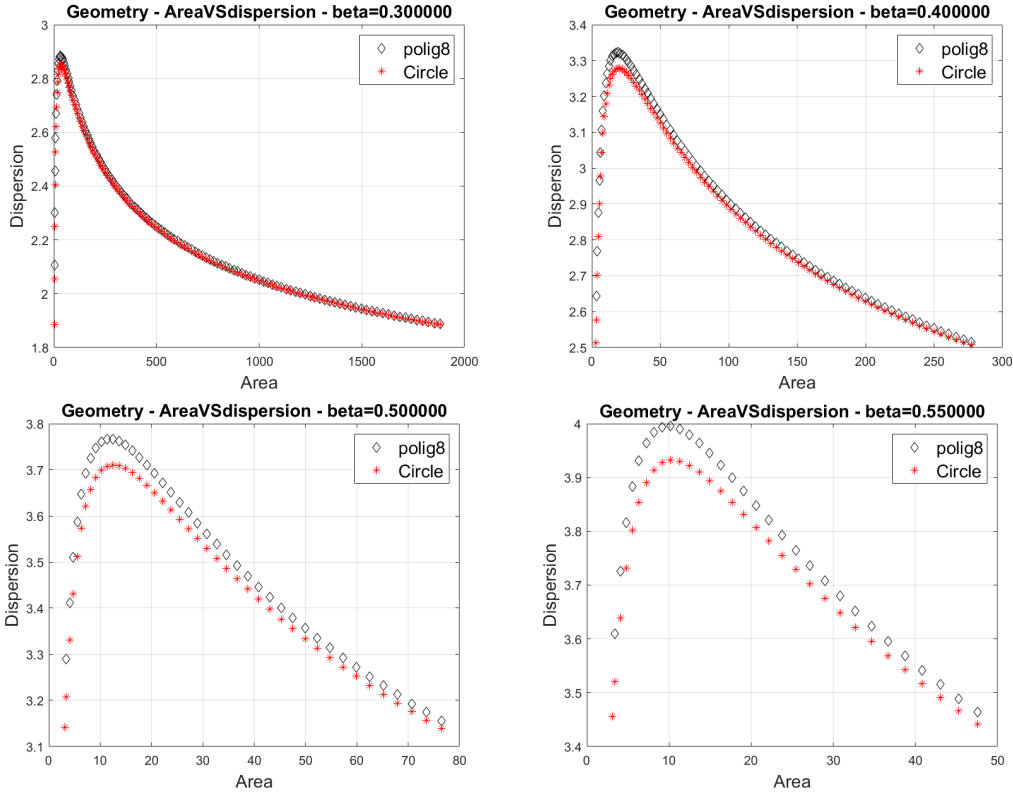 Geometry - AreaVSdispersion - beta=0.300000
3
2.8
2.6
2.4
2.2
2
1.8
Dispersion
0
500
1000
1500
2000
Area
polig8
Circle
Geometry - AreaVSdispersion - beta=0.400000
3.4
3.3
3.2
3.1
3
2.9
2.8
2.7
2.6
2.5
Dispersion
0
50
100
150
200
250
300
Area
polig8
Circle
Geometry - AreaVSdispersion - beta=0.500000
3.8
3.7
3.6
3.5
3.4
3.3
3.2
3.1
Dispersion
0
10
20
30
40
50
60
70
80
Area
polig8
Circle
Geometry - AreaVSdispersion - beta=0.550000
4
3.9
3.8
3.7
3.6
3.5
3.4
Dispersion
0
10
20
30
40
50
Area
polig8
Circle